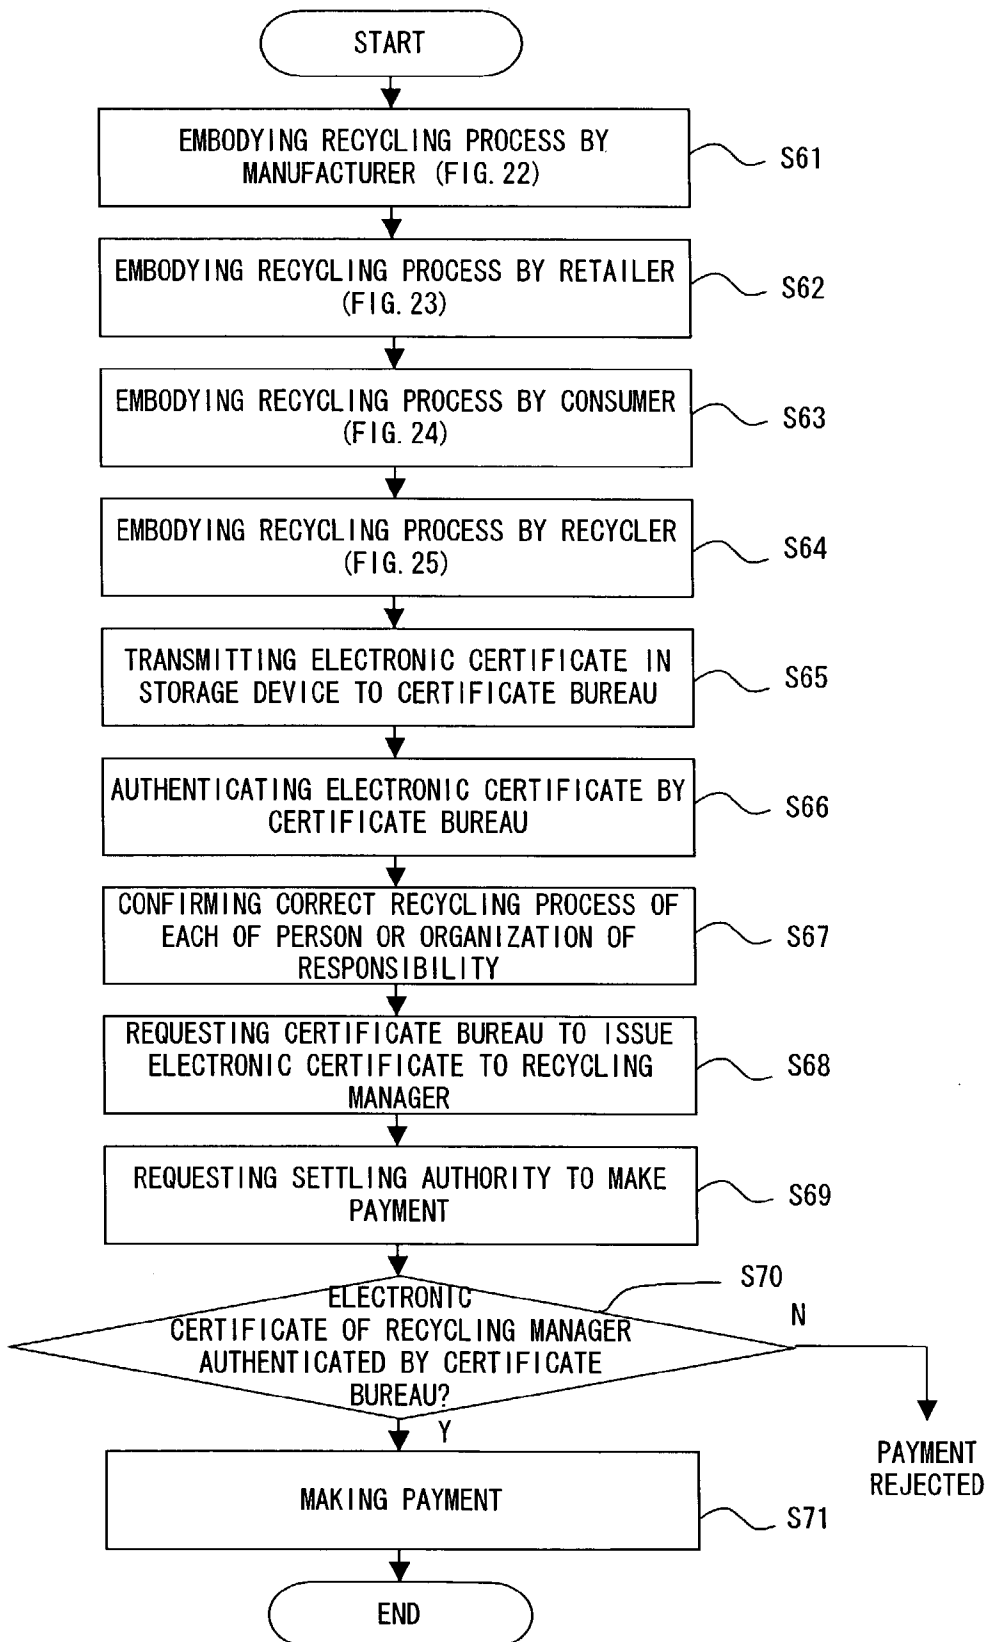 START
EMBODYING RECYCLING PROCESS BY
MANUFACTURER (FIG. 22)
S61
EMBODYING RECYCLING PROCESS BY RETAILER
(FIG. 23)
S62
EMBODYING RECYCLING PROCESS BY CONSUMER
(FIG. 24)
S63
EMBODYING RECYCLING PROCESS BY RECYCLER
(FIG. 25)
S64
TRANSMITTING ELECTRONIC CERTIFICATE IN
STORAGE DEVICE TO CERTIFICATE BUREAU
S65
AUTHENTICATING ELECTRONIC CERTIFICATE BY
CERTIFICATE BUREAU
S66
CONFIRMING CORRECT RECYCLING PROCESS OF
EACH OF PERSON OR ORGANIZATION OF
RESPONSIBILITY
S67
REQUESTING CERTIFICATE BUREAU TO ISSUE
ELECTRONIC CERTIFICATE TO RECYCLING
MANAGER
S68
REQUESTING SETTLING AUTHORITY TO MAKE
PAYMENT
S69
S70
ELECTRONIC
CERTIFICATE OF RECYCLING MANAGER
AUTHENTICATED BY CERTIFICATE
BUREAU?
N
Y
PAYMENT
REJECTED
MAKING PAYMENT
S71
END